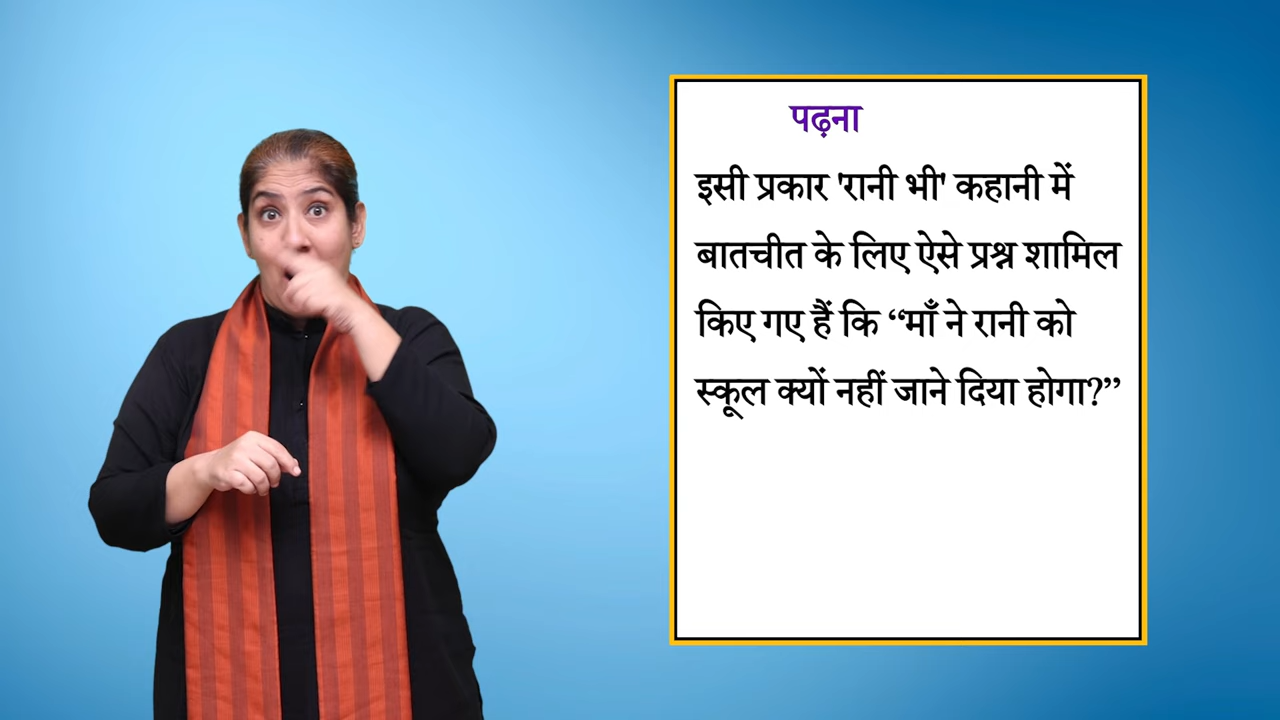 पढ़ना
इसी प्रकार 'रानी भी' कहानी में
बातचीत के लिए ऐसे प्रश्न शामिल
किए गए हैं कि “माँ ने रानी को
स्कूल क्यों नहीं जाने दिया होगा?”